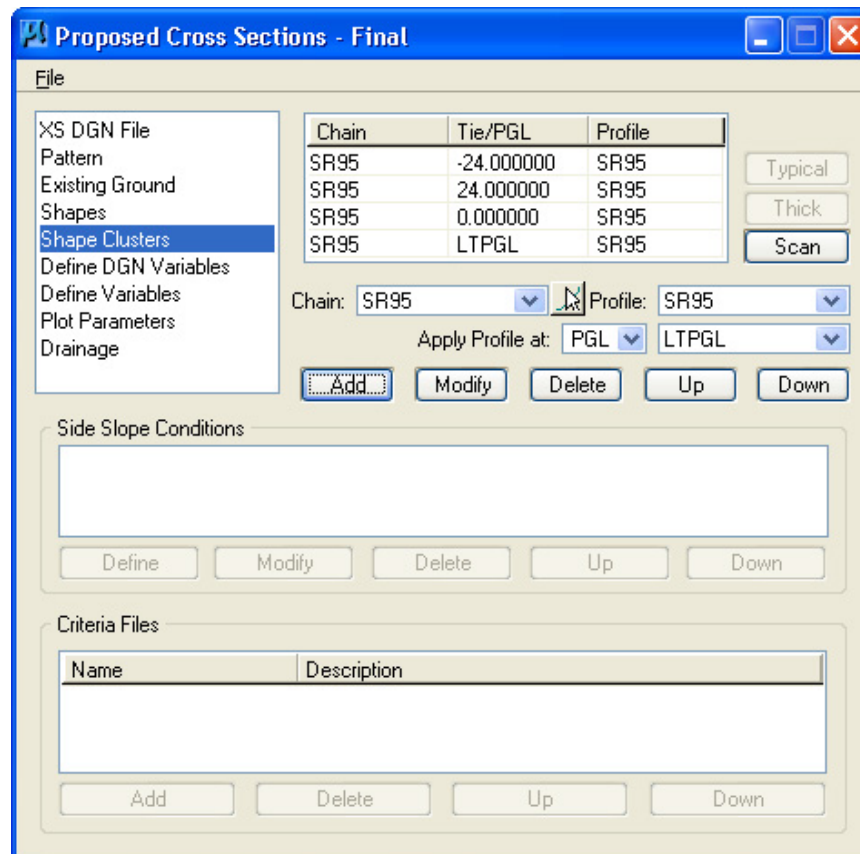 Proposed Cross Sections - Final
File
XS DGN File
Pattern
Existing Ground
Shapes
Shape Clusters
Define DGN Variables
Define Variables
Plot Parameters
Drainage
Chain Tie/PGL Profile
SR95 -24.000000 SR95
SR95 24.000000 SR95
SR95 0.000000 SR95
SR95 LTPGL SR95
Typical
Thick
Scan
Chain: SR95 Profile: SR95
Apply Profile at: PGL LTPGL
Add Modify Delete Up Down
Side Slope Conditions
Define Modify Delete Up Down
Criteria Files
Name Description
Add Delete Up Down